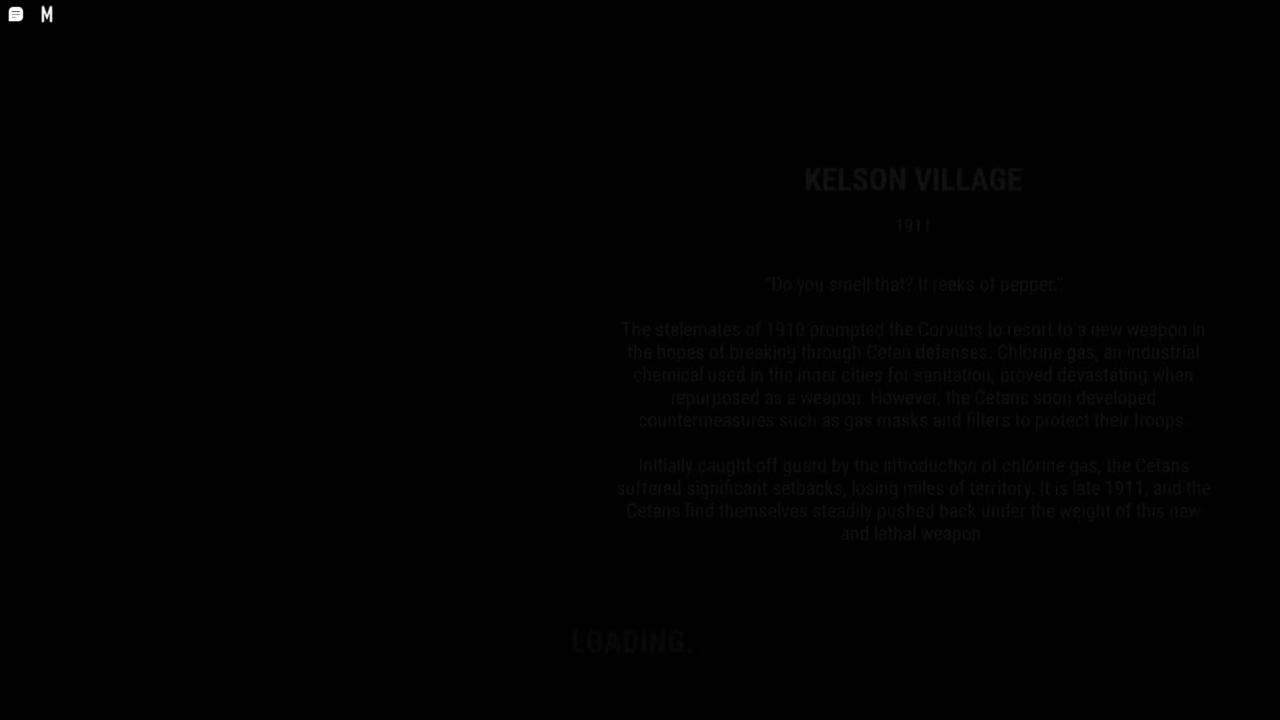 M
KELSON VILLAGE
1911
"Do you smell that? It reeks of pepper."
The stalemates of 1910 prompted the Corvuns to resort to a new weapon in
the hopes of breaking through Cetan defenses. Chlorine gas, an industrial
chemical used in the inner cities for sanitation, proved devastating when
repurposed as a weapon. However, the Cetans soon developed
countermeasures such as gas masks and filters to protect their troops.
Initially caught off guard by the introduction of chlorine gas, the Cetans
suffered significant setbacks, losing miles of territory. It is late 1911, and the
Cetans find themselves steadily pushed back under the weight of this new
and lethal weapon.
LOADING..